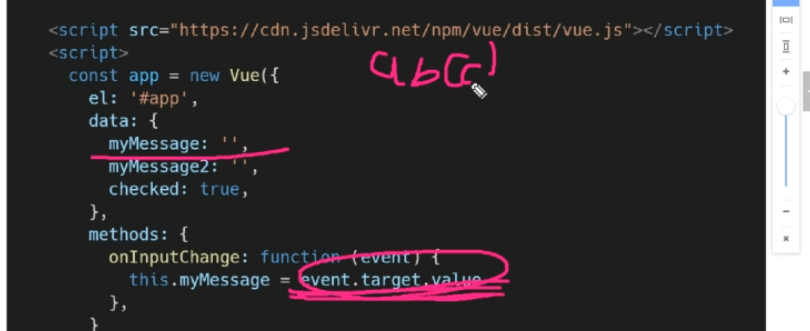 <script src="https://cdn.jsdelivr.net/npm/vue/dist/vue.js"></script>
<script>
const app = new Vue({
el: '#app',
data: {
myMessage: '',
myMessage2: '',
checked: true,
},
methods: {
onInputChange: function (event) {
this.myMessage = event.target.value
},
}